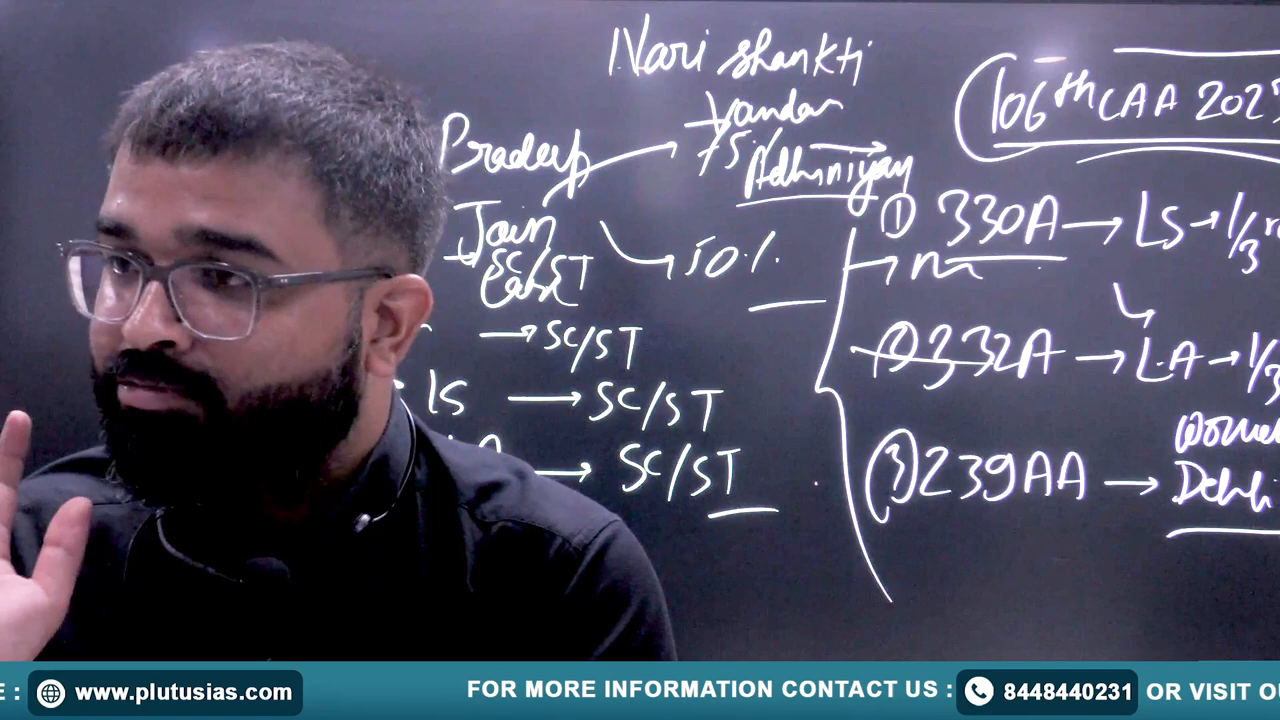 Nari Shankti
Vandan
Adhiniyam
106th CAA 202
Pradeep
75%
Jain
SC/ST
50%
→ SC/ST
LS → SC/ST
→ SC/ST
① 330A → LS → 1/3 r
② 332A → L.A → 1/3
women
③ 239AA → Delhi
E : www.plutusias.com FOR MORE INFORMATION CONTACT US : 8448440231 OR VISIT OU